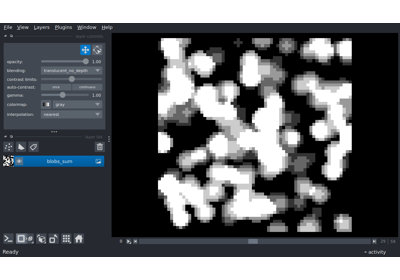 File View Layers Plugins Window Help
opacity: 1.00
blending: translucent_no_depth
contrast limits:
auto-contrast: once continuous
gamma: 1.00
colormap: gray
interpolation: nearest
blobs_sum
Ready
activity